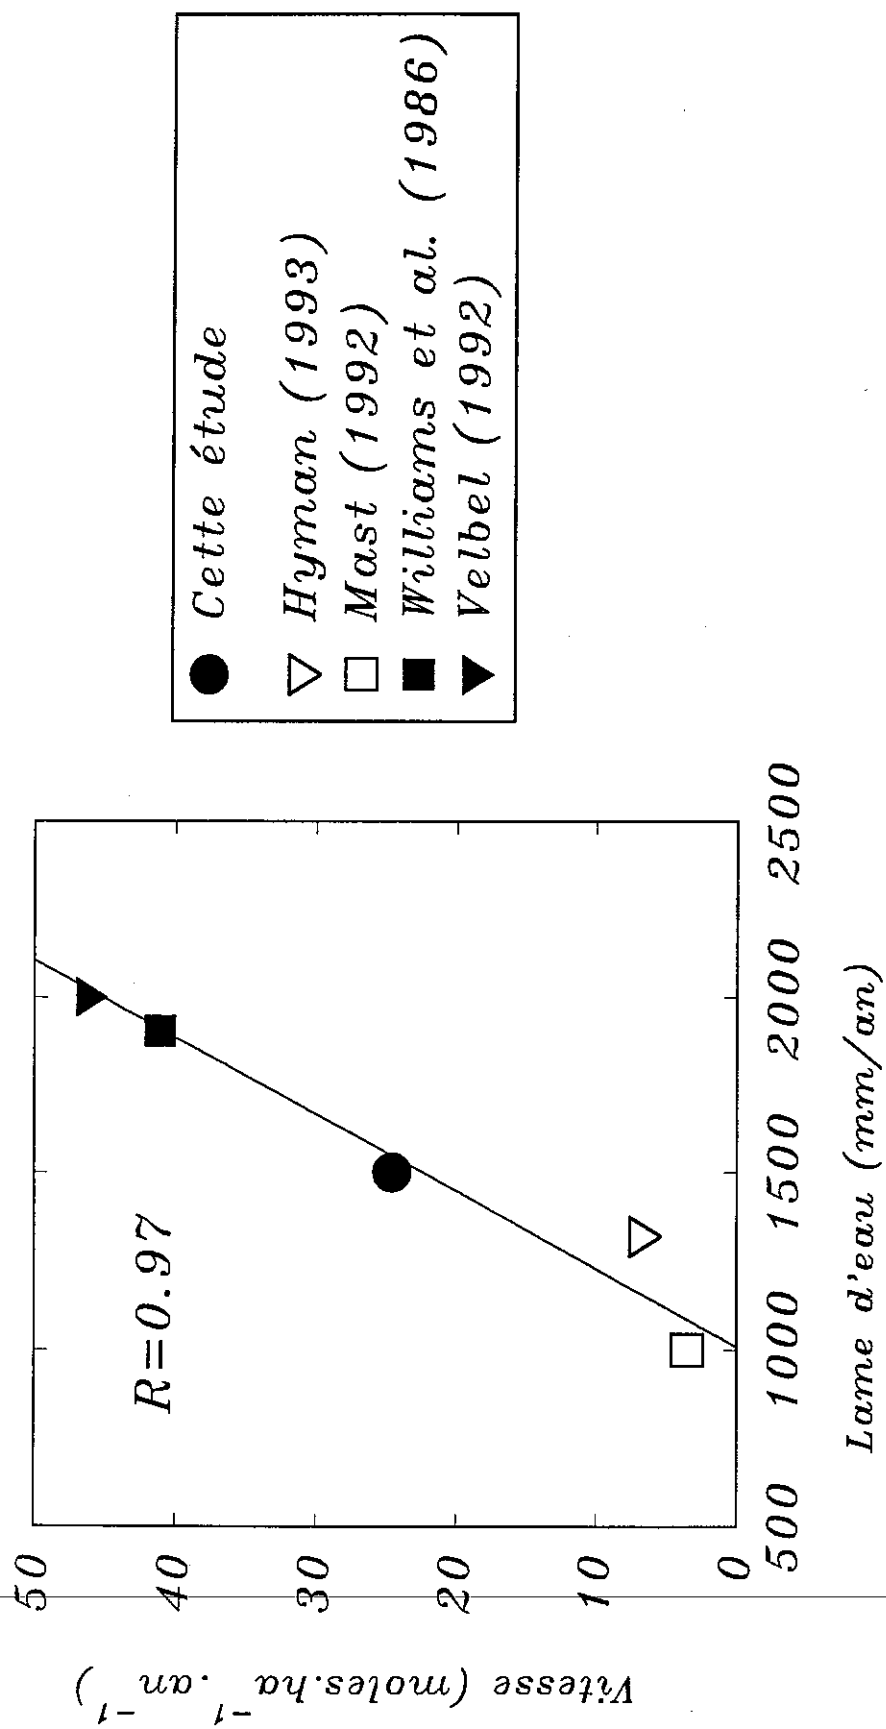 Vitesse (moles.ha⁻¹.an⁻¹)
50
40
30
20
10
0
R=0.97
500 1000 1500 2000 2500
Lame d'eau (mm/an)
Cette étude
Hyman (1993)
Mast (1992)
Williams et al. (1986)
Velbel (1992)